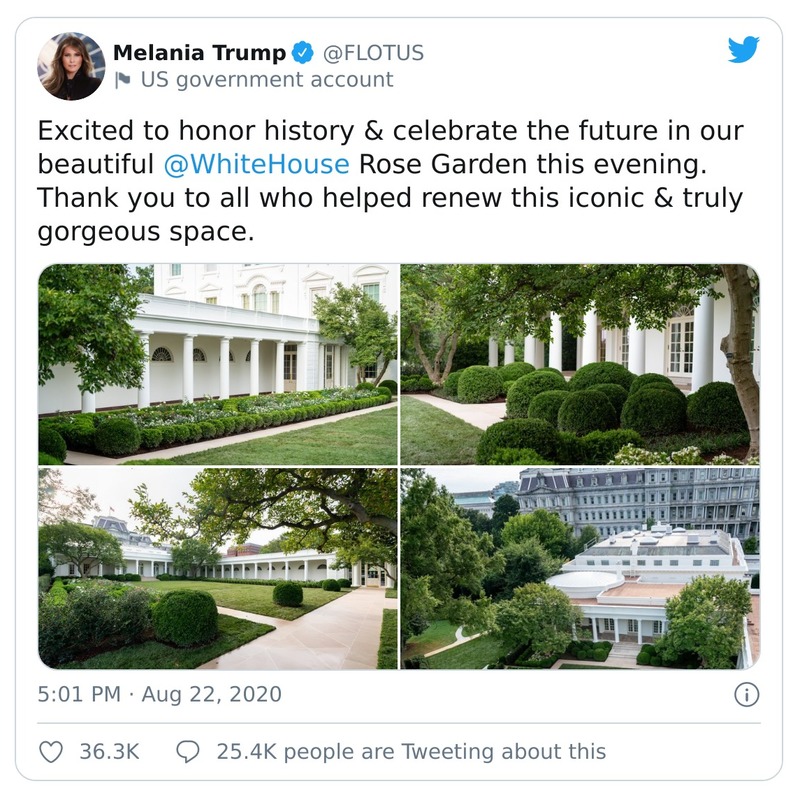 Melania Trump @FLOTUS
US government account
Excited to honor history & celebrate the future in our
beautiful @WhiteHouse Rose Garden this evening.
Thank you to all who helped renew this iconic & truly
gorgeous space.
5:01 PM · Aug 22, 2020
36.3K 25.4K people are Tweeting about this